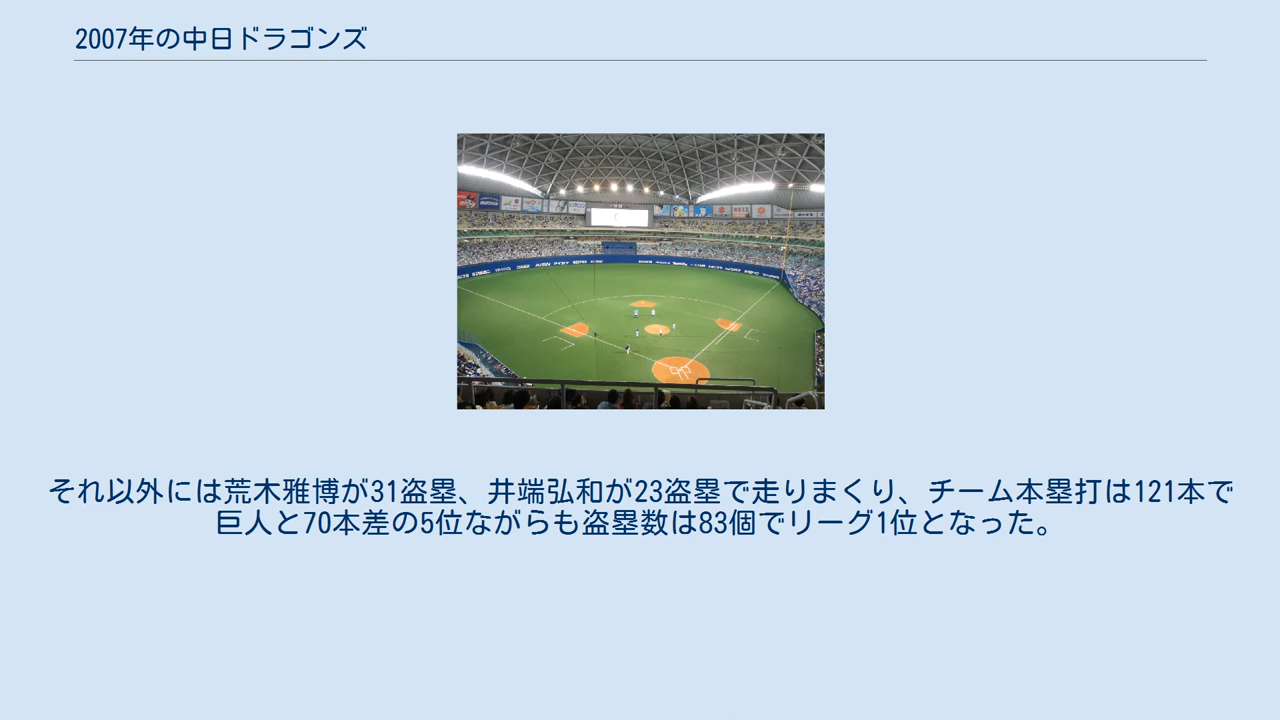 2007年の中日ドラゴンズ
それ以外には荒木雅博が31盗塁、井端弘和が23盗塁で走りまくり、チーム本塁打は121本で
巨人と70本差の5位ながらも盗塁数は83個でリーグ1位となった。